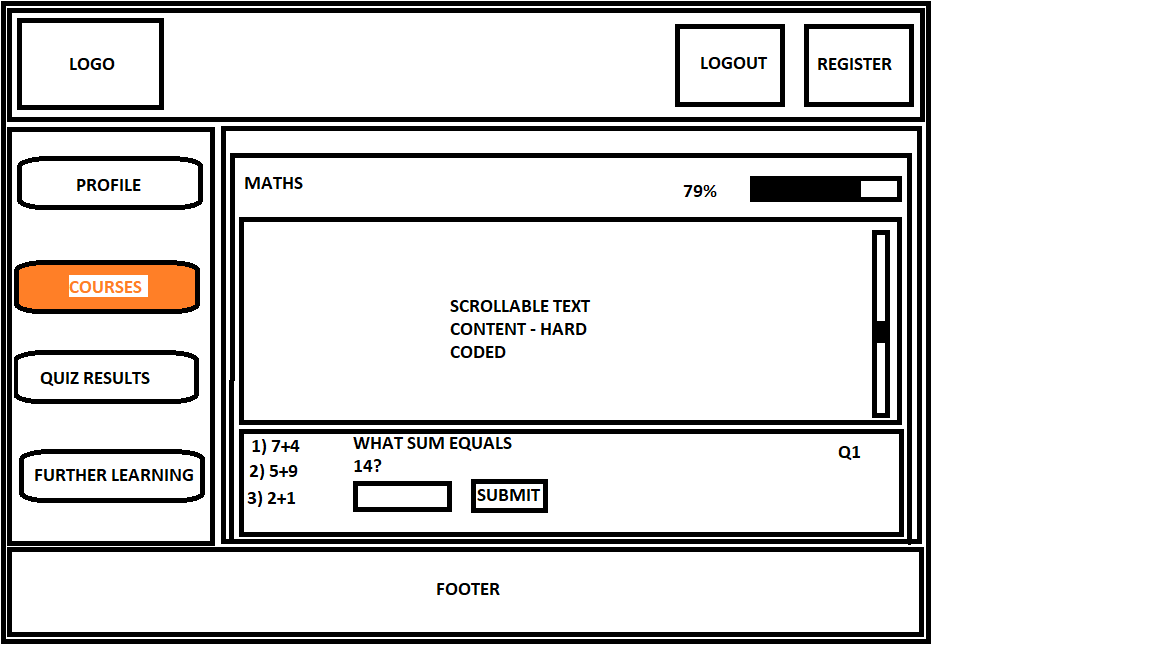 LOGO
LOGOUT
REGISTER
PROFILE
COURSES
QUIZ RESULTS
FURTHER LEARNING
MATHS
79%
SCROLLABLE TEXT
CONTENT - HARD
CODED
1) 7+4
2) 5+9
3) 2+1
WHAT SUM EQUALS
14?
SUBMIT
Q1
FOOTER